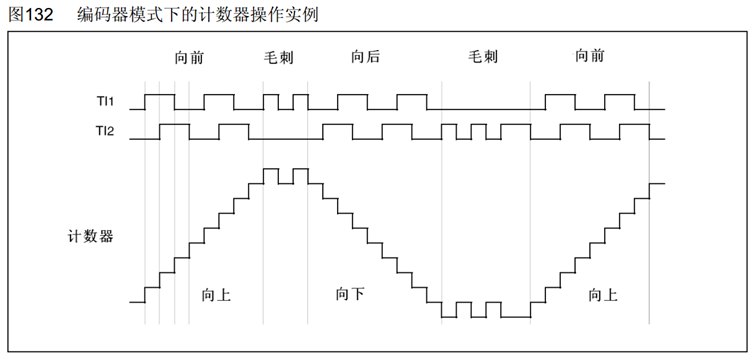 图132 编码器模式下的计数器操作实例
向前 毛刺 向后 毛刺 向前
TI1
TI2
计数器
向上 向下 向上